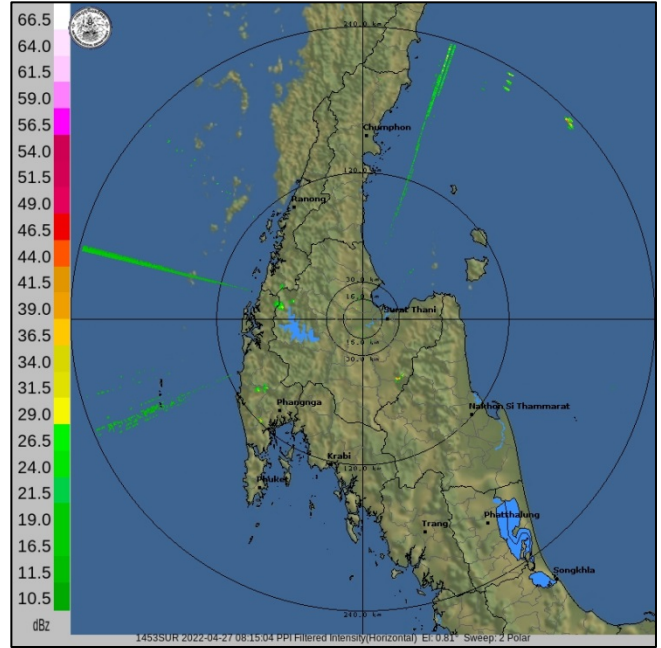 66.5
64.0
61.5
59.0
56.5
54.0
51.5
49.0
46.5
44.0
41.5
39.0
36.5
34.0
31.5
29.0
26.5
24.0
21.5
19.0
16.5
11.5
10.5
dBz
240.0 km
Chumphon
120.0 km
Ranong
30.0 km
16.0 km
Surat Thani
16.0 km
30.0 km
Phangnga
Nakhon Si Thammarat
Krabi
120.0 km
Phuket
Phatthalung
Trang
Songkhla
240.0 km
1453SUR 2022-04-27 08:15:04 PPI Filtered Intensity(Horizontal) El: 0.81° Sweep: 2 Polar